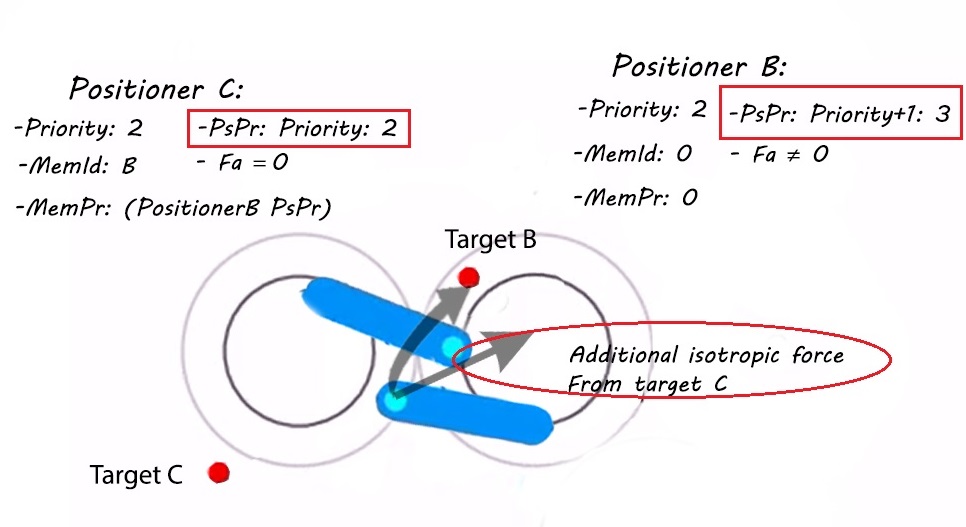 Positioner C:
-Priority: 2 -PsPr: Priority: 2
-MemId: B - Fa = 0
-MemPr: (PositionerB PsPr)
Positioner B:
-Priority: 2 -PsPr: Priority+1: 3
-MemId: 0 - Fa ≠ 0
-MemPr: 0
Target B
Additional isotropic force
From target C
Target C